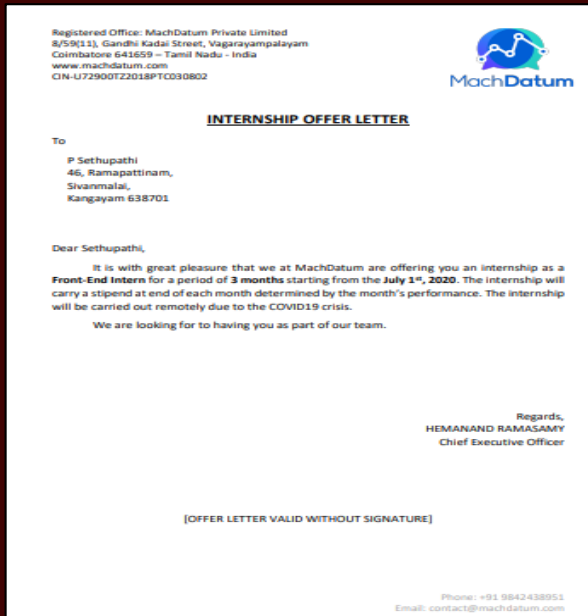 Registered Office: MachDatum Private Limited
8/59(11), Gandhi Kadai Street, Vagarayampalayam
Coimbatore 641659 – Tamil Nadu - India
www.machdatum.com
CIN-U72900TZ2018PTC030802
MachDatum
INTERNSHIP OFFER LETTER
To
P Sethupathi
46, Ramapattinam,
Sivanmalai,
Kangayam 638701
Dear Sethupathi,
It is with great pleasure that we at MachDatum are offering you an internship as a
Front-End Intern for a period of 3 months starting from the July 1st, 2020. The internship will
carry a stipend at end of each month determined by the month's performance. The internship
will be carried out remotely due to the COVID19 crisis.
We are looking for to having you as part of our team.
Regards,
HEMANAND RAMASAMY
Chief Executive Officer
[OFFER LETTER VALID WITHOUT SIGNATURE]
Phone: +91 9842438951
Email: contact@machdatum.com